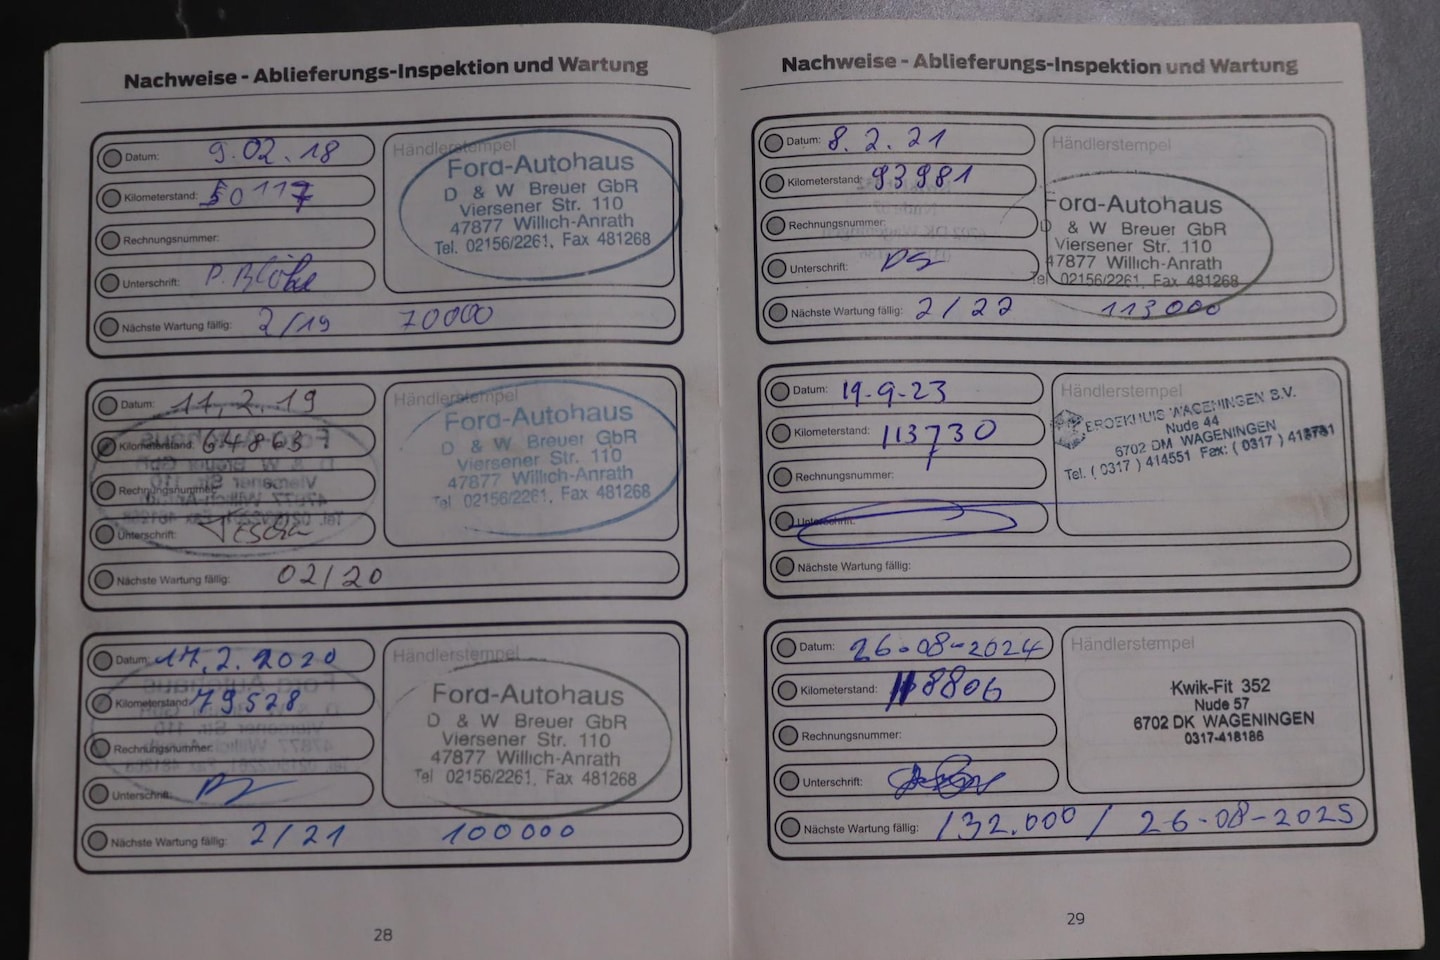 Nachweise - Ablieferungs-Inspektion und Wartung
Datum: 9.02.18
Kilometerstand: 50117
Rechnungsnummer:
Unterschrift:
Nächste Wartung fällig: 2/19 70000
Händlerstempel
Ford-Autohaus
D & W Breuer GbR
Viersener Str. 110
47877 Willich-Anrath
Tel. 02156/2261, Fax 481268
Datum: 11.2.19
Kilometerstand: 64863
Rechnungsnummer:
Unterschrift:
Nächste Wartung fällig: 02/20
Händlerstempel
Ford-Autohaus
D & W Breuer GbR
Viersener Str. 110
47877 Willich-Anrath
Tel. 02156/2261, Fax 481268
Datum: 17.2.2020
Kilometerstand: 79528
Rechnungsnummer:
Unterschrift:
Nächste Wartung fällig: 2/21 100000
Händlerstempel
Ford-Autohaus
D & W Breuer GbR
Viersener Str. 110
47877 Willich-Anrath
Tel 02156/2261, Fax 481268
28
Nachweise - Ablieferungs-Inspektion und Wartung
Datum: 8.2.21
Kilometerstand: 93981
Rechnungsnummer:
Unterschrift:
Nächste Wartung fällig: 2/22 113000
Händlerstempel
Ford-Autohaus
D & W Breuer GbR
Viersener Str. 110
47877 Willich-Anrath
Tel 02156/2261, Fax 481268
Datum: 19-9-23
Kilometerstand: 113730
Rechnungsnummer:
Unterschrift:
Nächste Wartung fällig:
Händlerstempel
BROEKHUIS WAGENINGEN B.V.
Nude 44
6702 DM WAGENINGEN
Tel. ( 0317 ) 414551 Fax: ( 0317 )
Datum: 26-08-2024
Kilometerstand: 118806
Rechnungsnummer:
Unterschrift:
Nächste Wartung fällig: 132.000 / 26-08-2025
Händlerstempel
Kwik-Fit 352
Nude 57
6702 DK WAGENINGEN
0317-418186
29